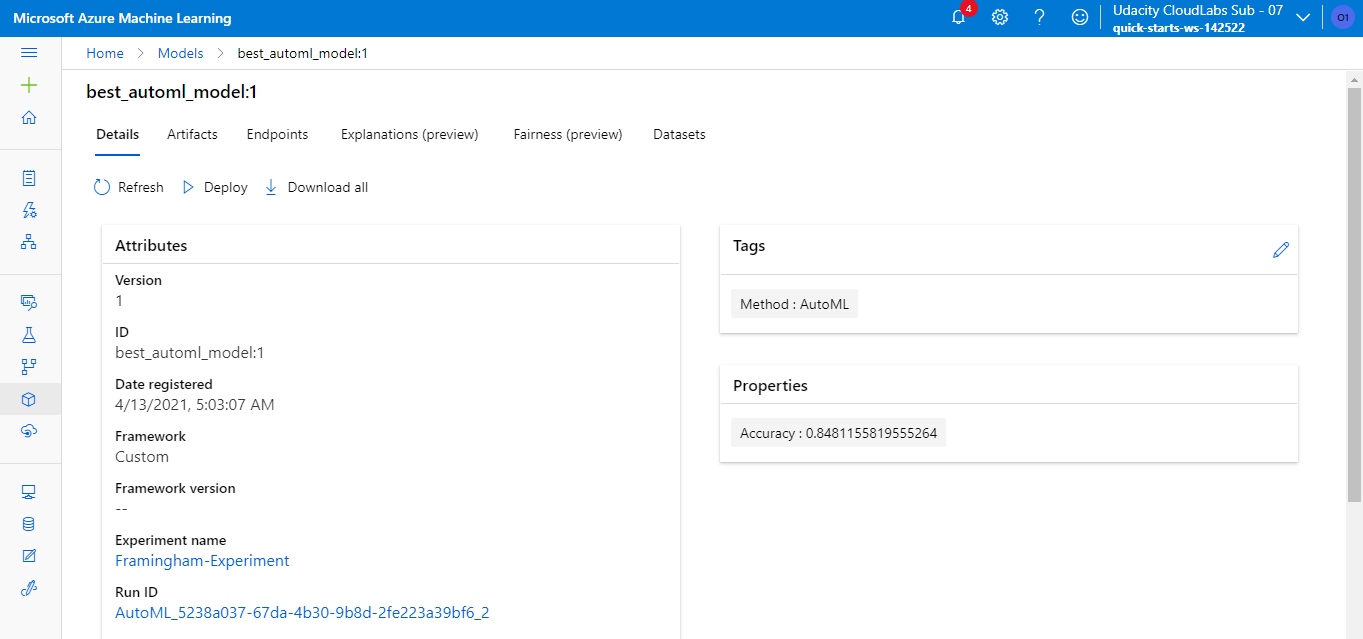 Microsoft Azure Machine Learning
4
Udacity CloudLabs Sub - 07
quick-starts-ws-142522
O1
Home > Models > best_automl_model:1
best_automl_model:1
Details Artifacts Endpoints Explanations (preview) Fairness (preview) Datasets
Refresh Deploy Download all
Attributes
Version
1
ID
best_automl_model:1
Date registered
4/13/2021, 5:03:07 AM
Framework
Custom
Framework version
--
Experiment name
Framingham-Experiment
Run ID
AutoML_5238a037-67da-4b30-9b8d-2fe223a39bf6_2
Tags
Method : AutoML
Properties
Accuracy : 0.8481155819555264